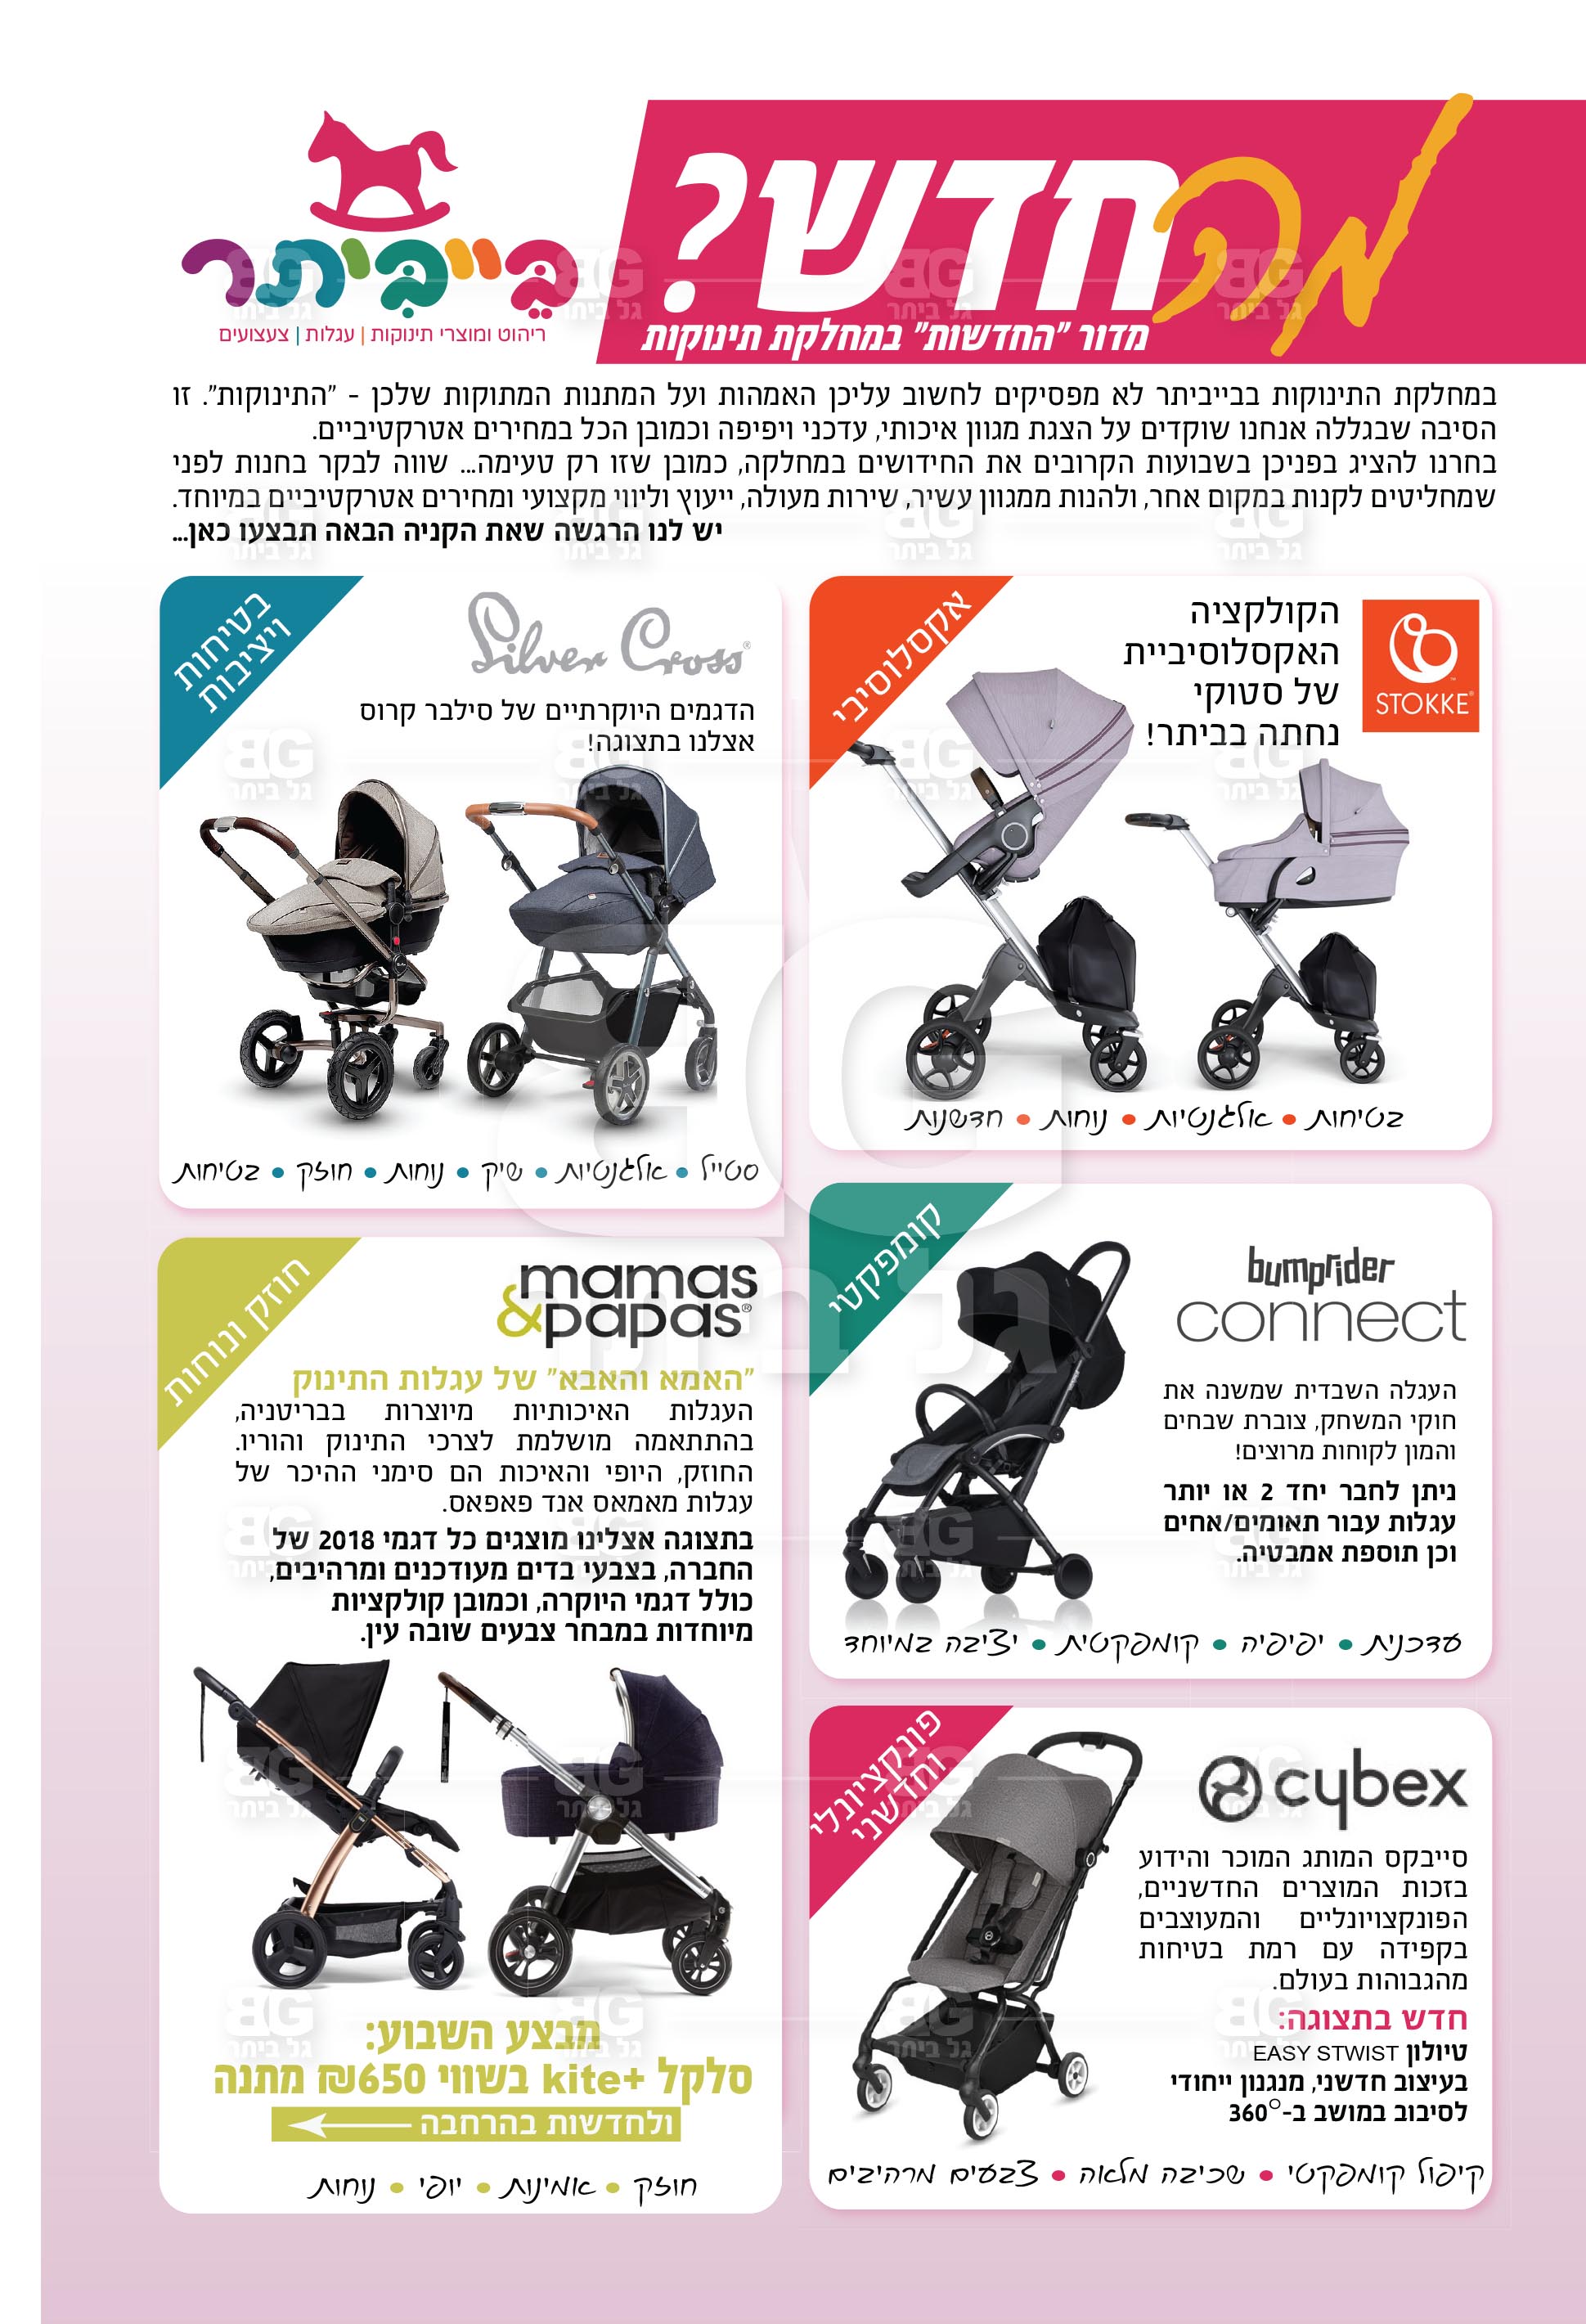 מה חדש?
מדור "החדשות" במחלקת תינוקות
בייביתר
ריהוט ומוצרי תינוקות | עגלות | צעצועים
במחלקת התינוקות בבייביתר לא מפסיקים לחשוב עליכן האמהות ועל המתנות המתוקות שלכן - "התינוקות". זו
הסיבה שבגללה אנחנו שוקדים על הצגת מגוון איכותי, עדכני ויפיפה וכמובן הכל במחירים אטרקטיביים.
בחרנו להציג בפניכן בשבועות הקרובים את החידושים במחלקה, כמובן שזו רק טעימה... שווה לבקר בחנות לפני
שמחליטים לקנות במקום אחר, ולהנות ממגוון עשיר, שירות מעולה, ייעוץ וליווי מקצועי ומחירים אטרקטיביים במיוחד.
יש לנו הרגשה שאת הקניה הבאה תבצעו כאן...
אקסלוסיבי
STOKKE
הקולקציה
האקסלוסיביית
של סטוקי
נחתה בביתר!
בטיחות • אלגנטיות • נוחות • חדשנות
בטיחות
ויציבות
Silver Cross
הדגמים היוקרתיים של סילבר קרוס
אצלנו בתצוגה!
סטייל • אלגנטיות • שיק • נוחות • חוזק • בטיחות
קומפקטי
bumprider
connect
העגלה השבדית שמשנה את
חוקי המשחק, צוברת שבחים
והמון לקוחות מרוצים!
ניתן לחבר יחד 2 או יותר
עגלות עבור תאומים/אחים
וכן תוספת אמבטיה.
עדכנית • יפיפיה • קומפקטית • יציבה במיוחד
חוזק ונוחות
mamas
&papas®
"האמא והאבא" של עגלות התינוק
העגלות האיכותיות מיוצרות בבריטניה,
בהתתאמה מושלמת לצרכי התינוק והוריו.
החוזק, היופי והאיכות הם סימני ההיכר של
עגלות מאמאס אנד פאפאס.
בתצוגה אצלינו מוצגים כל דגמי 2018 של
החברה, בצבעי בדים מעודכנים ומרהיבים,
כולל דגמי היוקרה, וכמובן קולקציות
מיוחדות במבחר צבעים שובה עין.
מבצע השבוע:
סלקל +kite בשווי 650₪ מתנה
ולחדשות בהרחבה
חוזק • אמינות • יופי • נוחות
פונקציונלי
וחדשני
cybex
סייבקס המותג המוכר והידוע
בזכות המוצרים החדשניים,
הפונקצויונליים והמעוצבים
בקפידה עם רמת בטיחות
מהגבוהות בעולם.
חדש בתצוגה:
טיולון EASY STWIST
בעיצוב חדשני, מנגנון ייחודי
לסיבוב במושב ב-360°
קיפול קומפקטי • שכיבה מלאה • צבעים מרהיבים
BG
גל ביתר